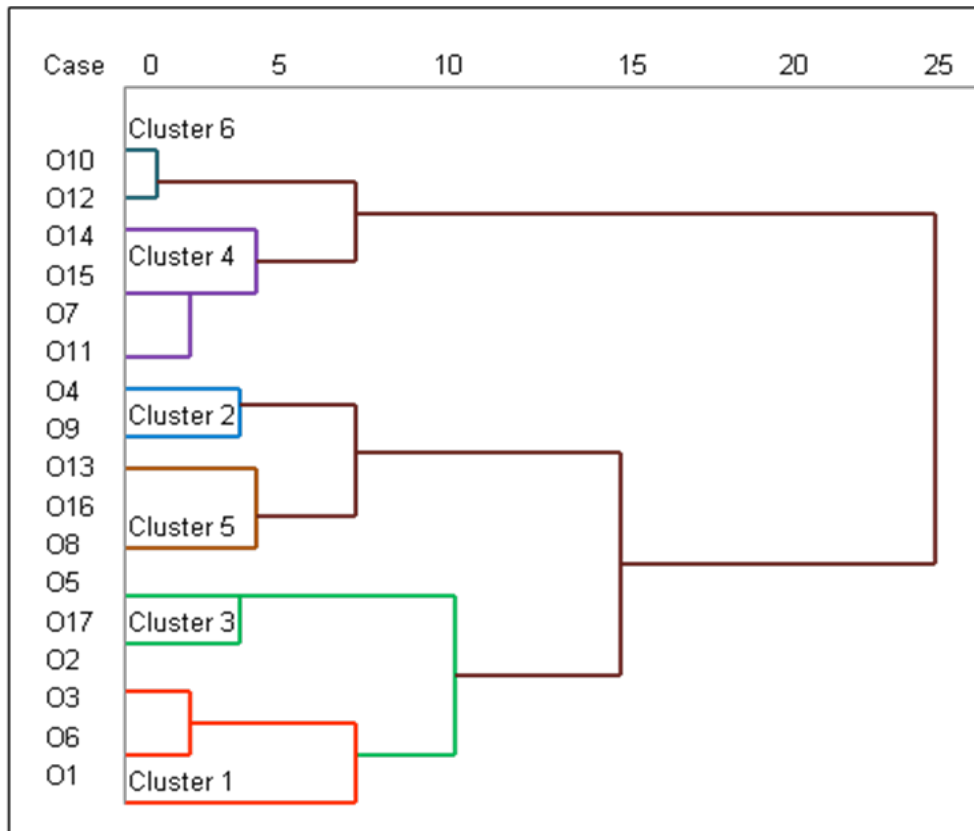 Case 0 5 10 15 20 25
Cluster 6
O10
O12
O14
Cluster 4
O15
O7
O11
O4
Cluster 2
O9
O13
O16
Cluster 5
O8
O5
O17 Cluster 3
O2
O3
O6
O1 Cluster 1